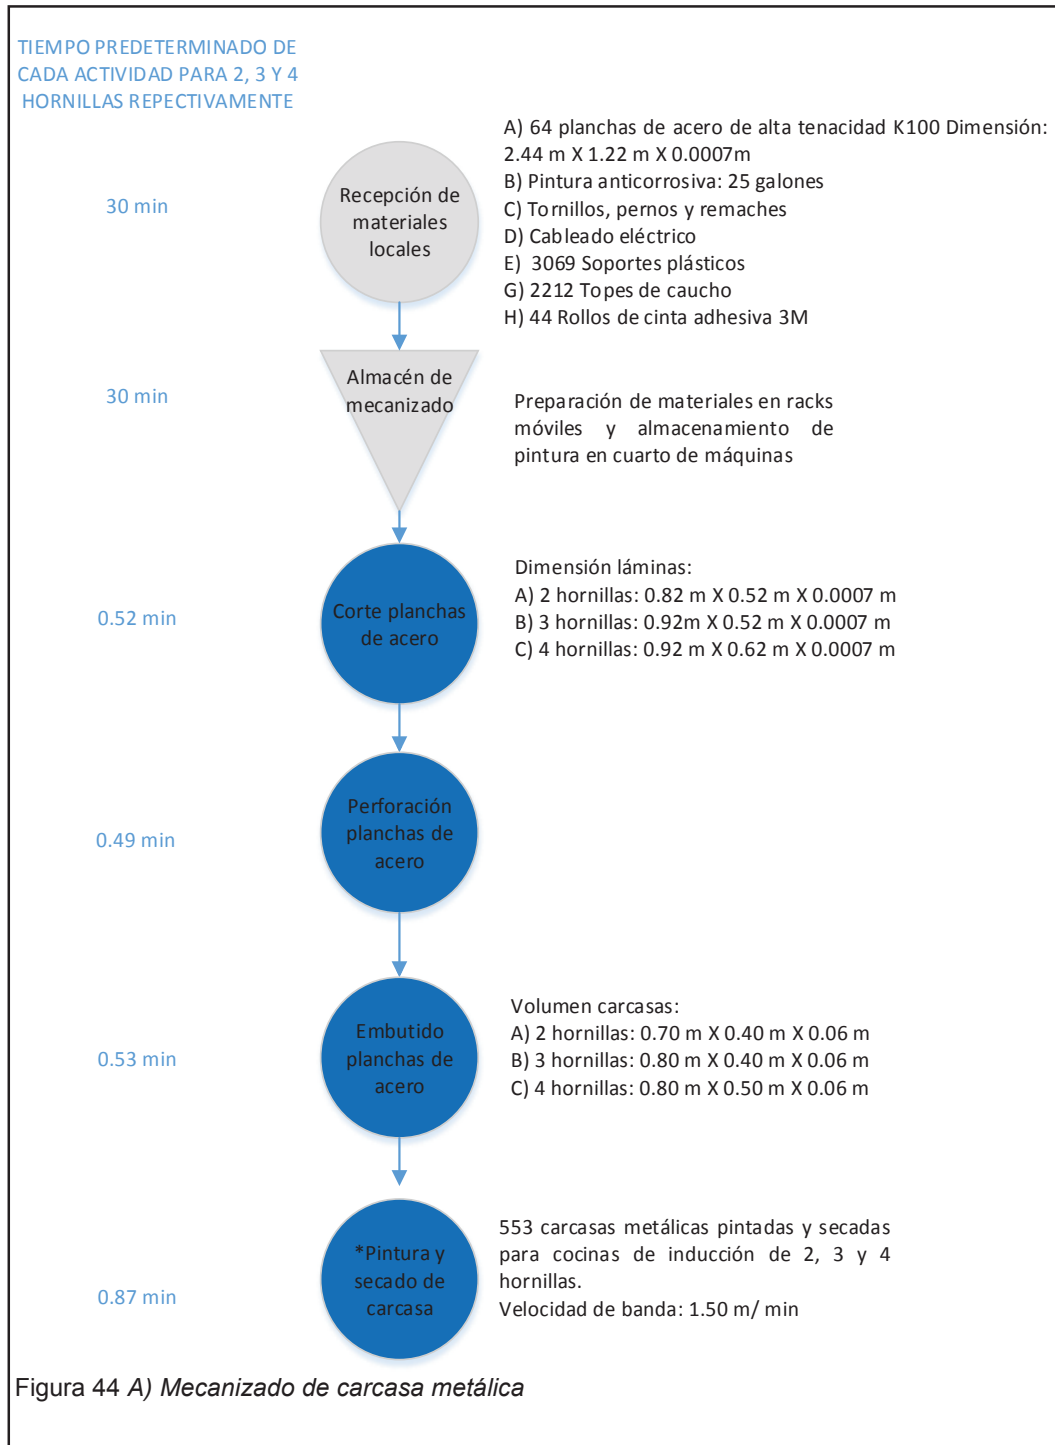 TIEMPO PREDETERMINADO DE
CADA ACTIVIDAD PARA 2, 3 Y 4
HORNILLAS REPECTIVAMENTE
30 min
Recepción de
materiales
locales
A) 64 planchas de acero de alta tenacidad K100 Dimensión:
2.44 m X 1.22 m X 0.0007m
B) Pintura anticorrosiva: 25 galones
C) Tornillos, pernos y remaches
D) Cableado eléctrico
E) 3069 Soportes plásticos
G) 2212 Topes de caucho
H) 44 Rollos de cinta adhesiva 3M
30 min
Almacén de
mecanizado
Preparación de materiales en racks
móviles y almacenamiento de
pintura en cuarto de máquinas
0.52 min
Corte planchas
de acero
Dimensión láminas:
A) 2 hornillas: 0.82 m X 0.52 m X 0.0007 m
B) 3 hornillas: 0.92m X 0.52 m X 0.0007 m
C) 4 hornillas: 0.92 m X 0.62 m X 0.0007 m
0.49 min
Perforación
planchas de
acero
0.53 min
Embutido
planchas de
acero
Volumen carcasas:
A) 2 hornillas: 0.70 m X 0.40 m X 0.06 m
B) 3 hornillas: 0.80 m X 0.40 m X 0.06 m
C) 4 hornillas: 0.80 m X 0.50 m X 0.06 m
0.87 min
*Pintura y
secado de
carcasa
553 carcasas metálicas pintadas y secadas
para cocinas de inducción de 2, 3 y 4
hornillas.
Velocidad de banda: 1.50 m/ min
Figura 44 A) Mecanizado de carcasa metálica